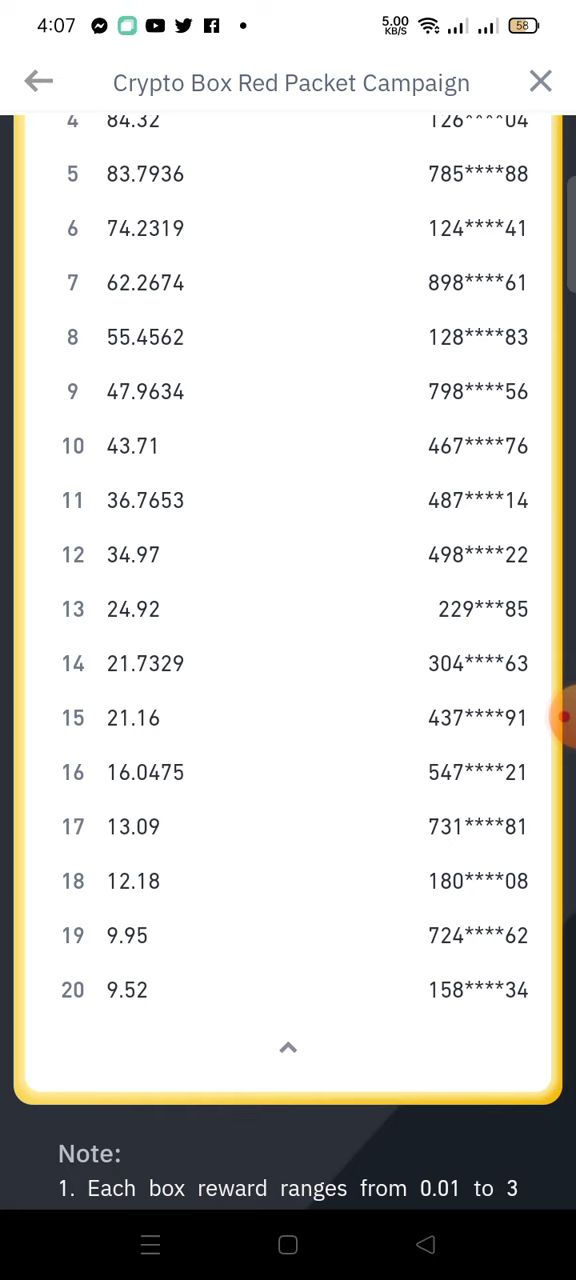 4:07 5.00 KB/S 58
Crypto Box Red Packet Campaign
4 84.32 126****04
5 83.7936 785****88
6 74.2319 124****41
7 62.2674 898****61
8 55.4562 128****83
9 47.9634 798****56
10 43.71 467****76
11 36.7653 487****14
12 34.97 498****22
13 24.92 229***85
14 21.7329 304****63
15 21.16 437****91
16 16.0475 547****21
17 13.09 731****81
18 12.18 180****08
19 9.95 724****62
20 9.52 158****34
Note:
1. Each box reward ranges from 0.01 to 3